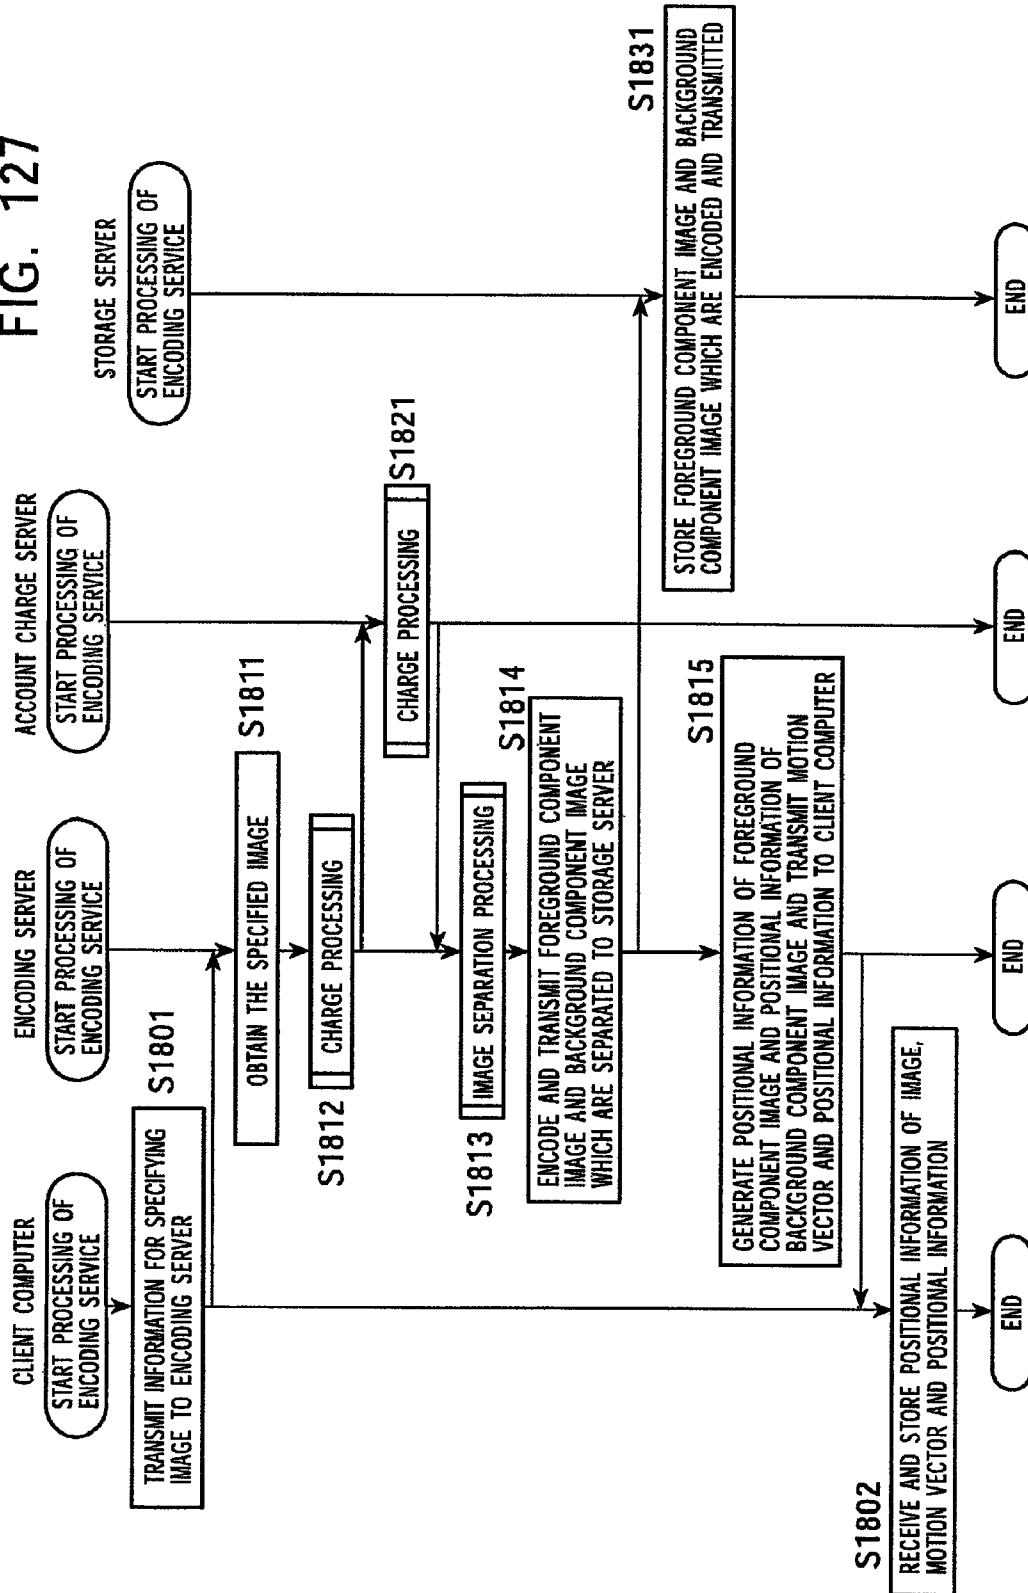 FIG. 127
CLIENT COMPUTER
START PROCESSING OF
ENCODING SERVICE
TRANSMIT INFORMATION FOR SPECIFYING
IMAGE TO ENCODING SERVER
S1801
RECEIVE AND STORE POSITIONAL INFORMATION OF IMAGE,
MOTION VECTOR AND POSITIONAL INFORMATION
S1802
END
ENCODING SERVER
START PROCESSING OF
ENCODING SERVICE
OBTAIN THE SPECIFIED IMAGE
S1811
CHARGE PROCESSING
S1812
IMAGE SEPARATION PROCESSING
S1813
ENCODE AND TRANSMIT FOREGROUND COMPONENT
IMAGE AND BACKGROUND COMPONENT IMAGE
WHICH ARE SEPARATED TO STORAGE SERVER
S1814
GENERATE POSITIONAL INFORMATION OF FOREGROUND
COMPONENT IMAGE AND POSITIONAL INFORMATION OF
BACKGROUND COMPONENT IMAGE AND TRANSMIT MOTION
VECTOR AND POSITIONAL INFORMATION TO CLIENT COMPUTER
S1815
END
ACCOUNT CHARGE SERVER
START PROCESSING OF
ENCODING SERVICE
CHARGE PROCESSING
S1821
END
STORAGE SERVER
START PROCESSING OF
ENCODING SERVICE
STORE FOREGROUND COMPONENT IMAGE AND BACKGROUND
COMPONENT IMAGE WHICH ARE ENCODED AND TRANSMITTED
S1831
END